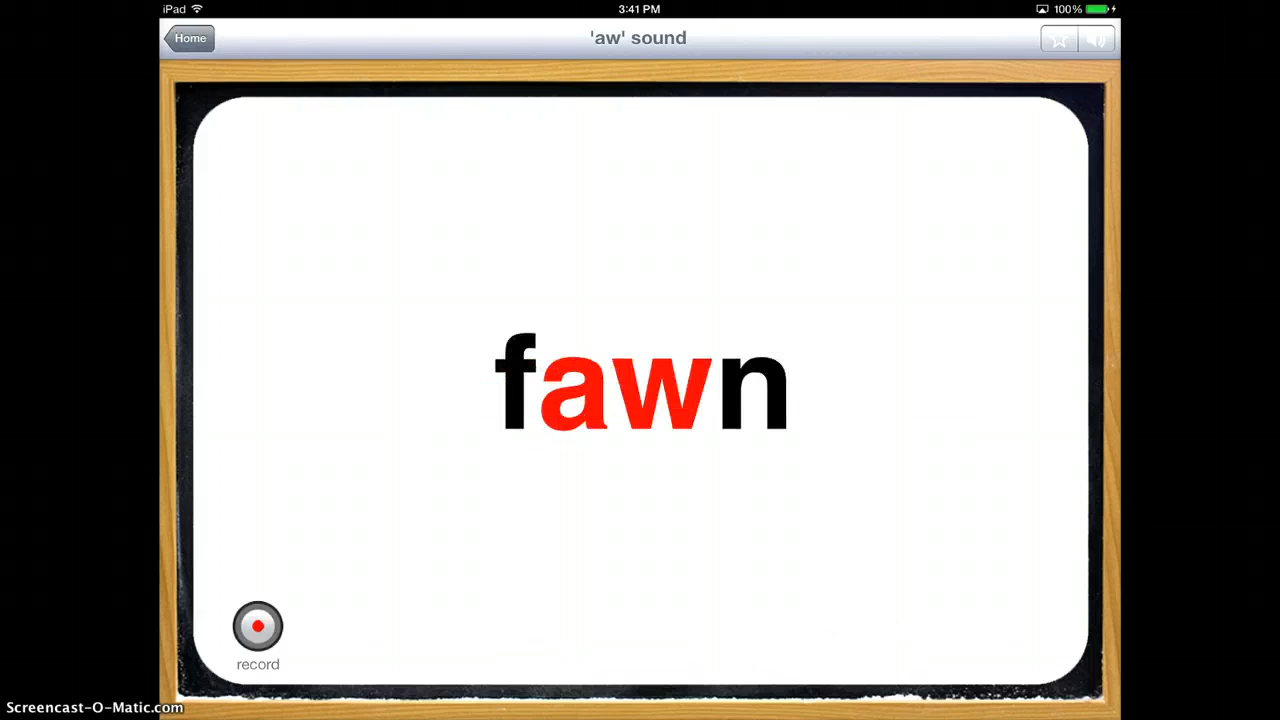 iPad 3:41 PM 100%
Home 'aw' sound
fawn
record
Screencast-O-Matic.com